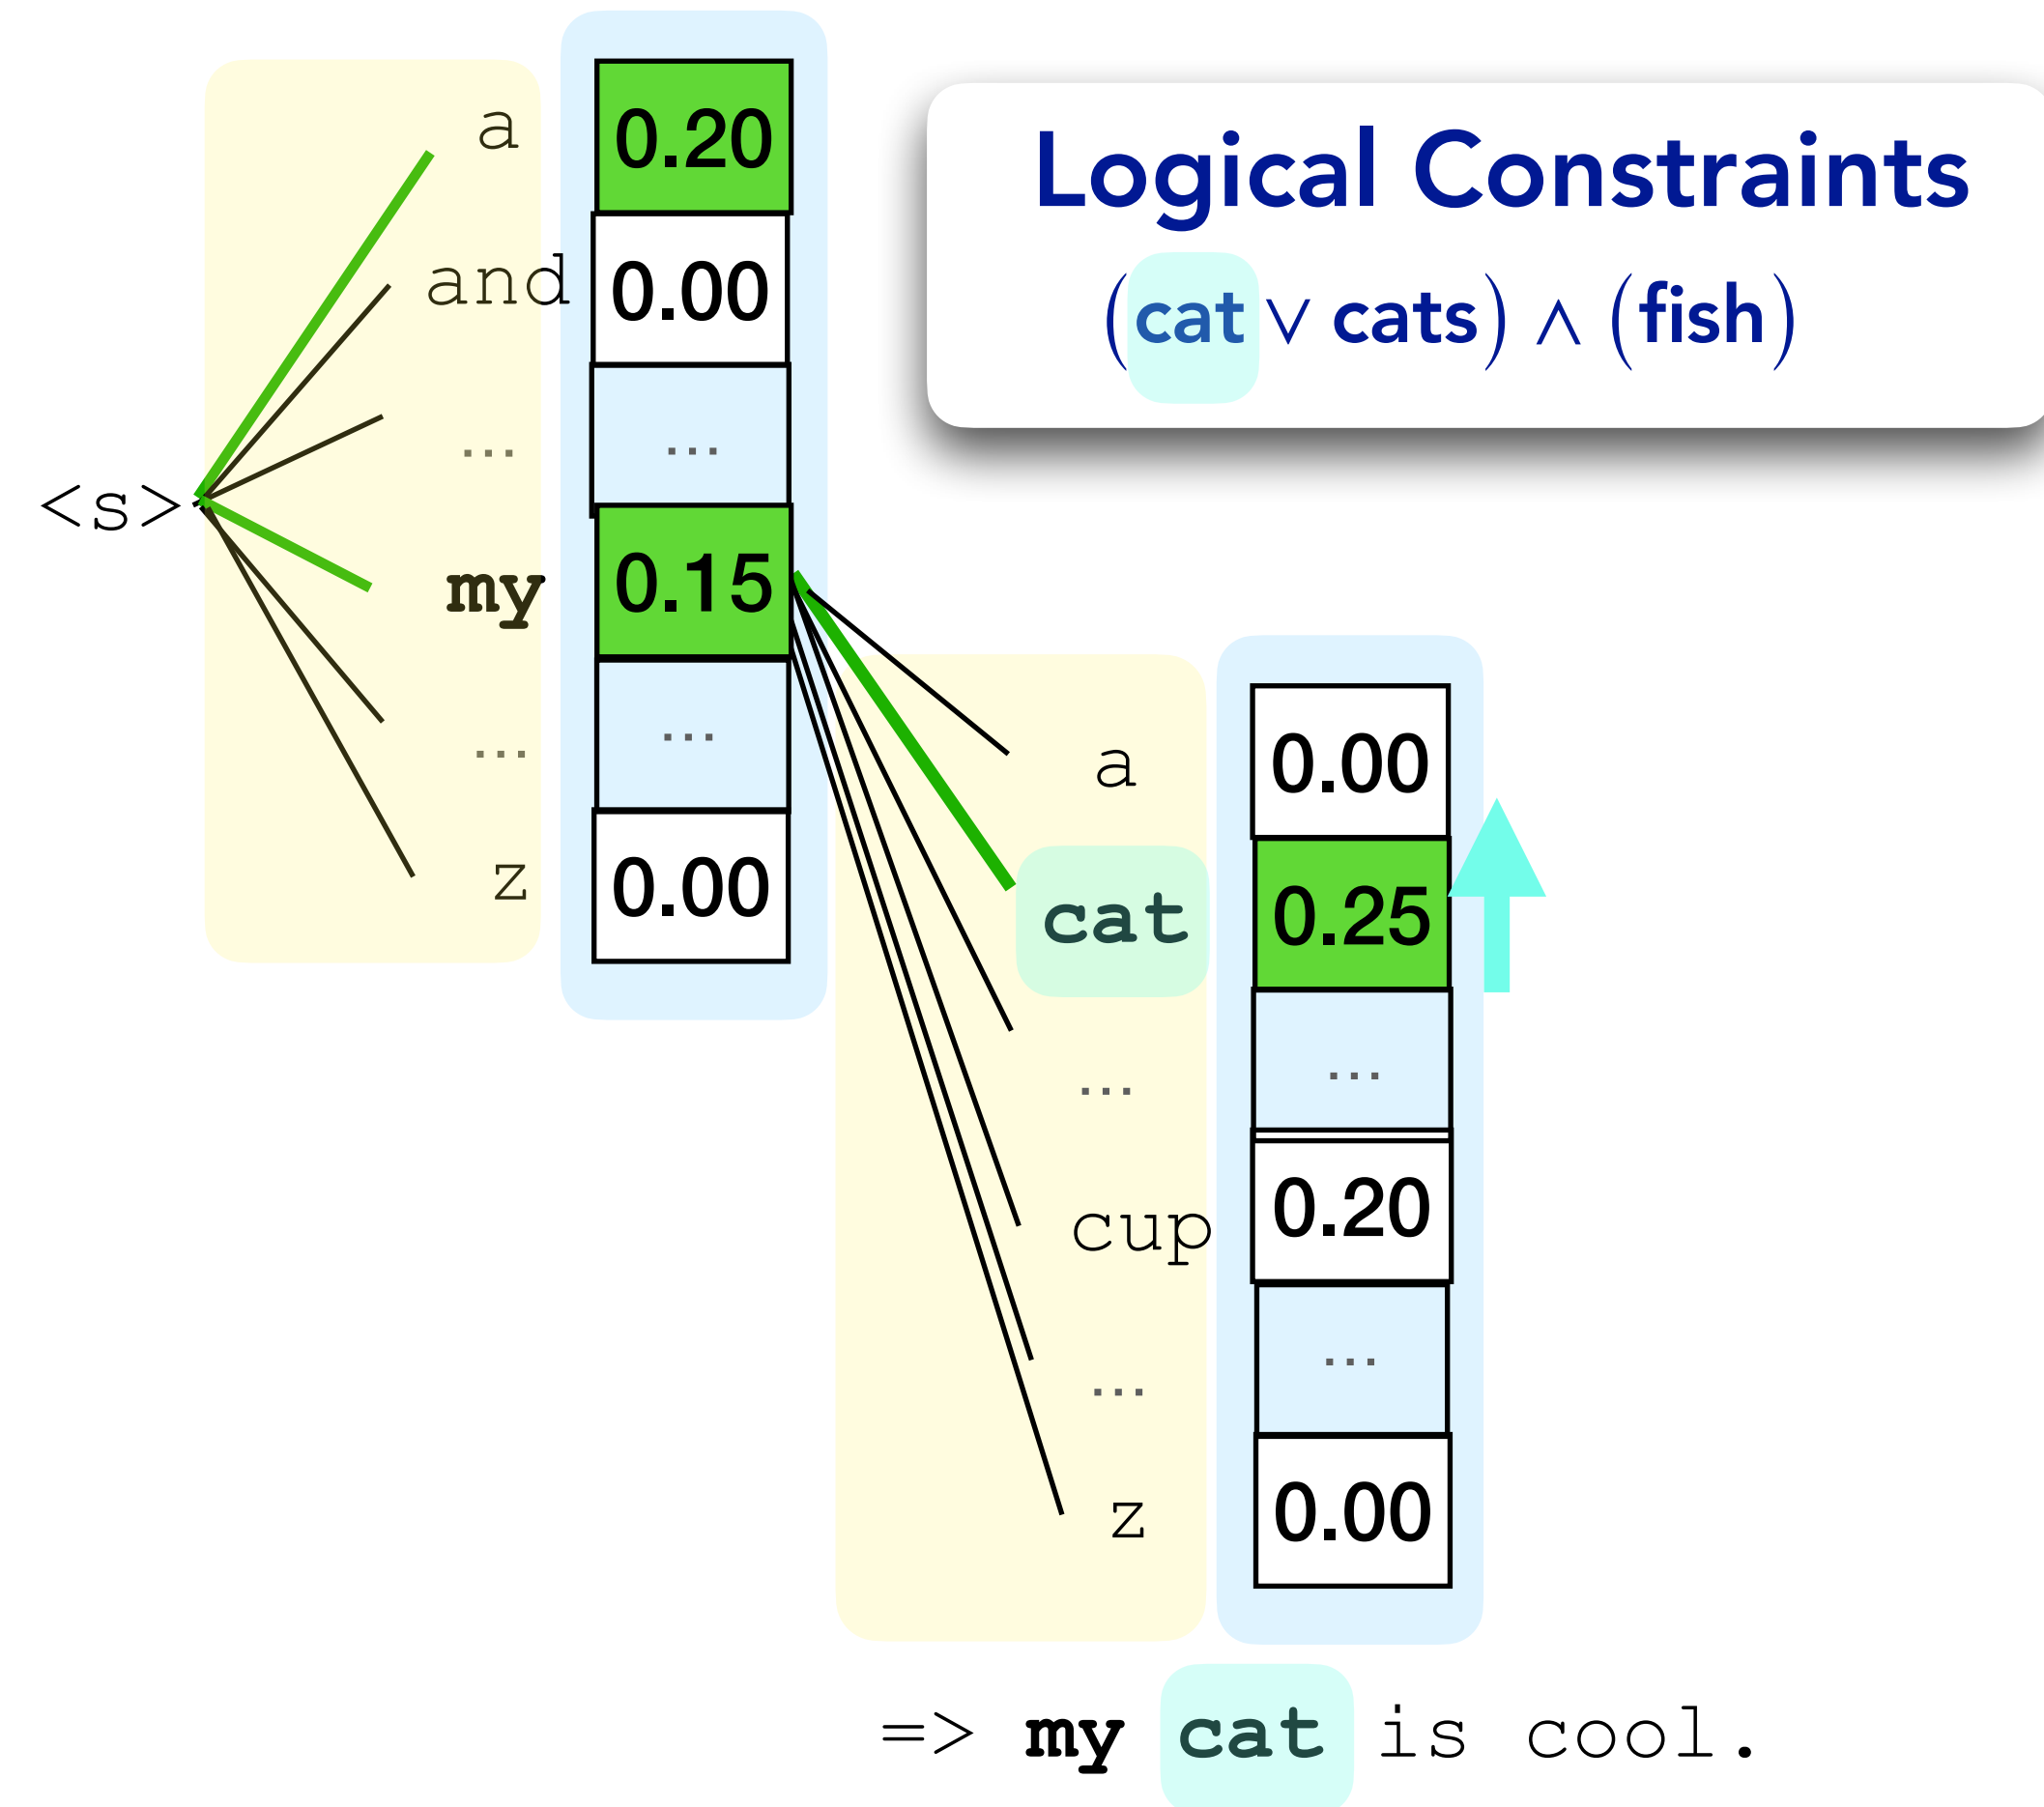 Logical Constraints
(cat ∨ cats) ∧ (fish)
<s>
a 0.20
and 0.00
... ...
my 0.15
... ...
z 0.00
a 0.00
cat 0.25
... ...
cup 0.20
... ...
z 0.00
=> my cat is cool.